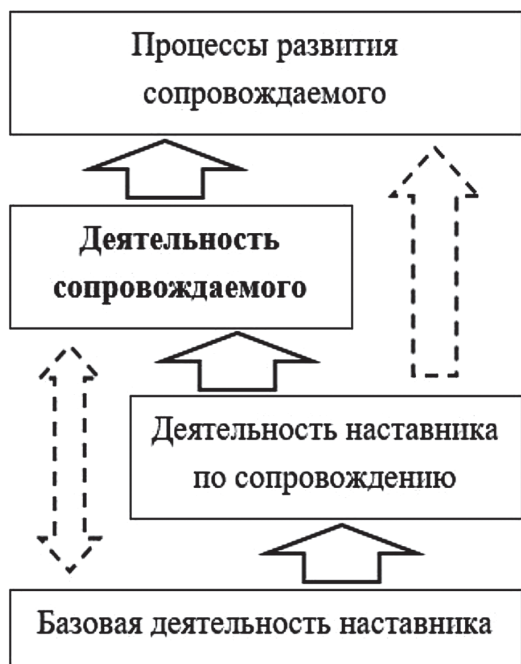 Процессы развития
сопровождаемого
Деятельность
сопровождаемого
Деятельность наставника
по сопровождению
Базовая деятельность наставника